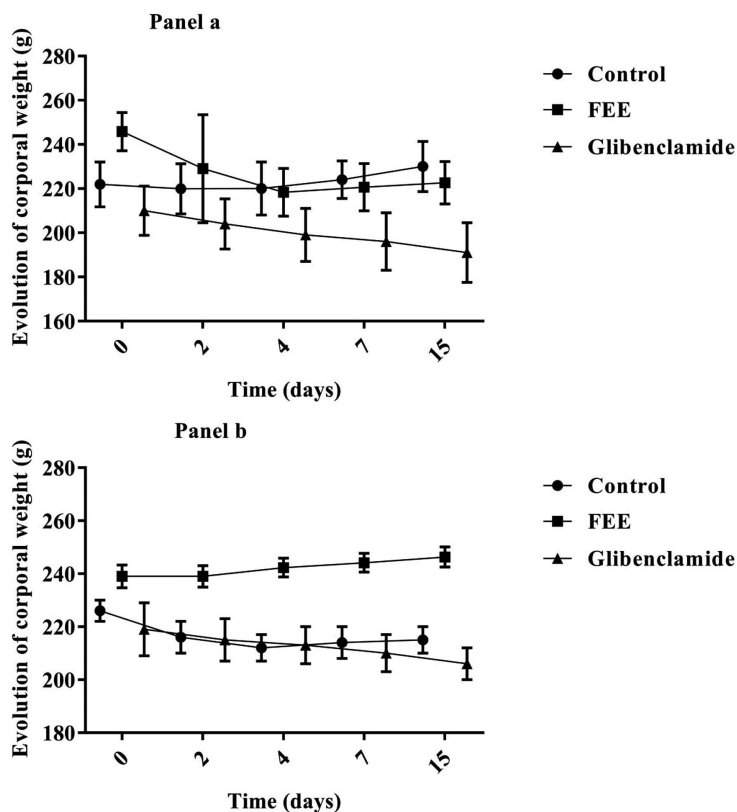 Panel a
Evolution of corporal weight (g)
280
260
240
220
200
180
160
0
2
4
7
15
Time (days)
Control
FEE
Glibenclamide
Panel b
Evolution of corporal weight (g)
280
260
240
220
200
180
0
2
4
7
15
Time (days)
Control
FEE
Glibenclamide